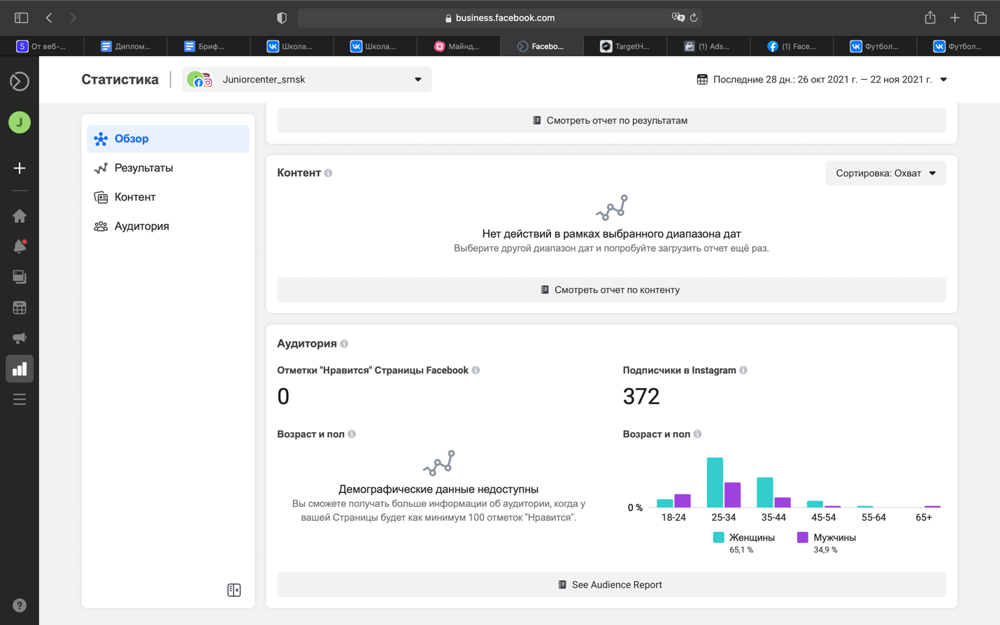 business.facebook.com
От веб-...
Диплом...
Бриф...
Школа...
Школа...
Майнд...
Facebo...
TargetH...
(1) Ads...
(1) Face...
Футбол...
Футбол...
Статистика
Juniorcenter_srnsk
Последние 28 дн.: 26 окт 2021 г. — 22 ноя 2021 г.
J
Обзор
Результаты
Контент
Аудитория
Смотреть отчет по результатам
Контент
Сортировка: Охват
Нет действий в рамках выбранного диапазона дат
Выберите другой диапазон дат и попробуйте загрузить отчет ещё раз.
Смотреть отчет по контенту
Аудитория
Отметки "Нравится" Страницы Facebook
0
Возраст и пол
Демографические данные недоступны
Вы сможете получать больше информации об аудитории, когда у
вашей Страницы будет как минимум 100 отметок "Нравится".
Подписчики в Instagram
372
Возраст и пол
0 %
18-24 25-34 35-44 45-54 55-64 65+
Женщины
65,1 %
Мужчины
34,9 %
See Audience Report